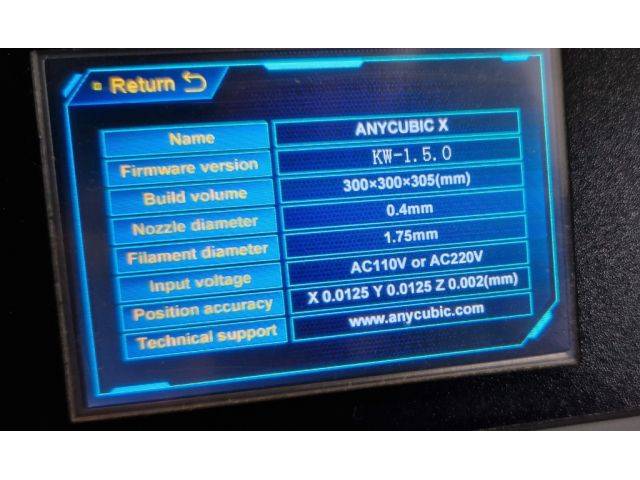 Return
Name ANYCUBIC X
Firmware version KW-1.5.0
Build volume 300×300×305(mm)
Nozzle diameter 0.4mm
Filament diameter 1.75mm
Input voltage AC110V or AC220V
Position accuracy X 0.0125 Y 0.0125 Z 0.002(mm)
Technical support www.anycubic.com